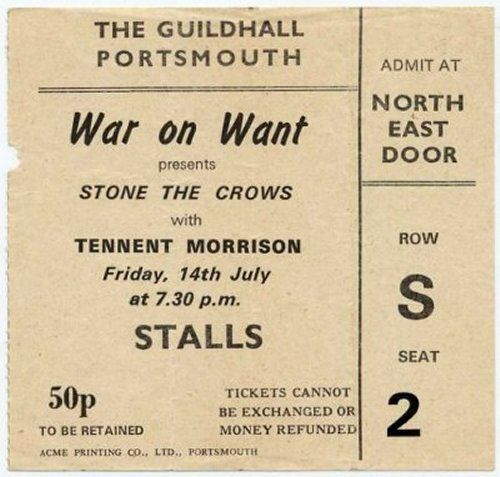 THE GUILDHALL
PORTSMOUTH
War on Want
presents
STONE THE CROWS
with
TENNENT MORRISON
Friday, 14th July
at 7.30 p.m.
STALLS
50p
TO BE RETAINED
TICKETS CANNOT
BE EXCHANGED OR
MONEY REFUNDED
ACME PRINTING CO., LTD., PORTSMOUTH
ADMIT AT
NORTH
EAST
DOOR
ROW
S
SEAT
2